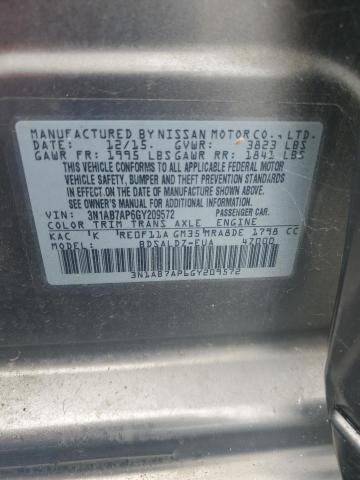 MANUFACTURED BY NISSAN MOTOR CO., LTD.
DATE: 12/15 GVWR: 3823 LBS
GAWR FR: 1995 LBS GAWR RR: 1841 LBS
THIS VEHICLE CONFORMS TO ALL APPLICABLE FEDERAL MOTOR
VEHICLE SAFETY, BUMPER, AND THEFT PREVENTION STANDARDS
IN EFFECT ON THE DATE OF MANUFACTURE SHOWN ABOVE.
SEE OWNER'S MANUAL FOR ADDITIONAL INFORMATION
VIN: 3N1AB7AP6GY209572 PASSENGER CAR.
COLOR TRIM TRANS AXLE ENGINE
KAC K RE0F11A GM35 MRA8DE 1798 CC
MODEL: BDSALDZ-EUA 47000
3N1AB7AP6GY209572